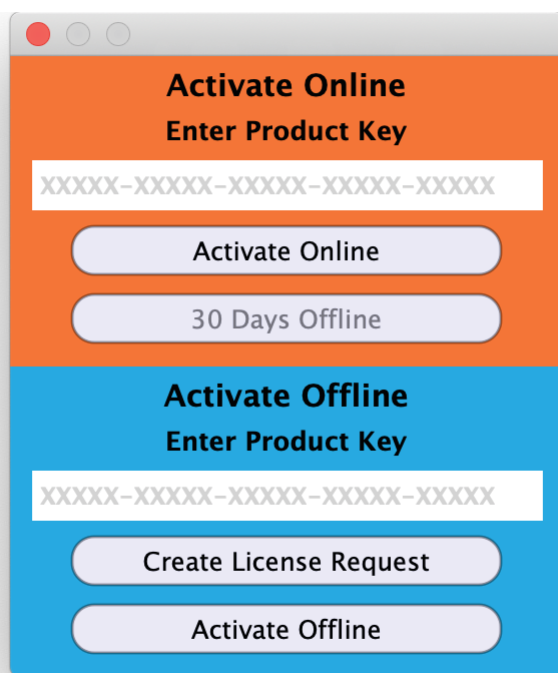 Activate Online
Enter Product Key
XXXXX-XXXXX-XXXXX-XXXXX-XXXXX
Activate Online
30 Days Offline
Activate Offline
Enter Product Key
XXXXX-XXXXX-XXXXX-XXXXX-XXXXX
Create License Request
Activate Offline